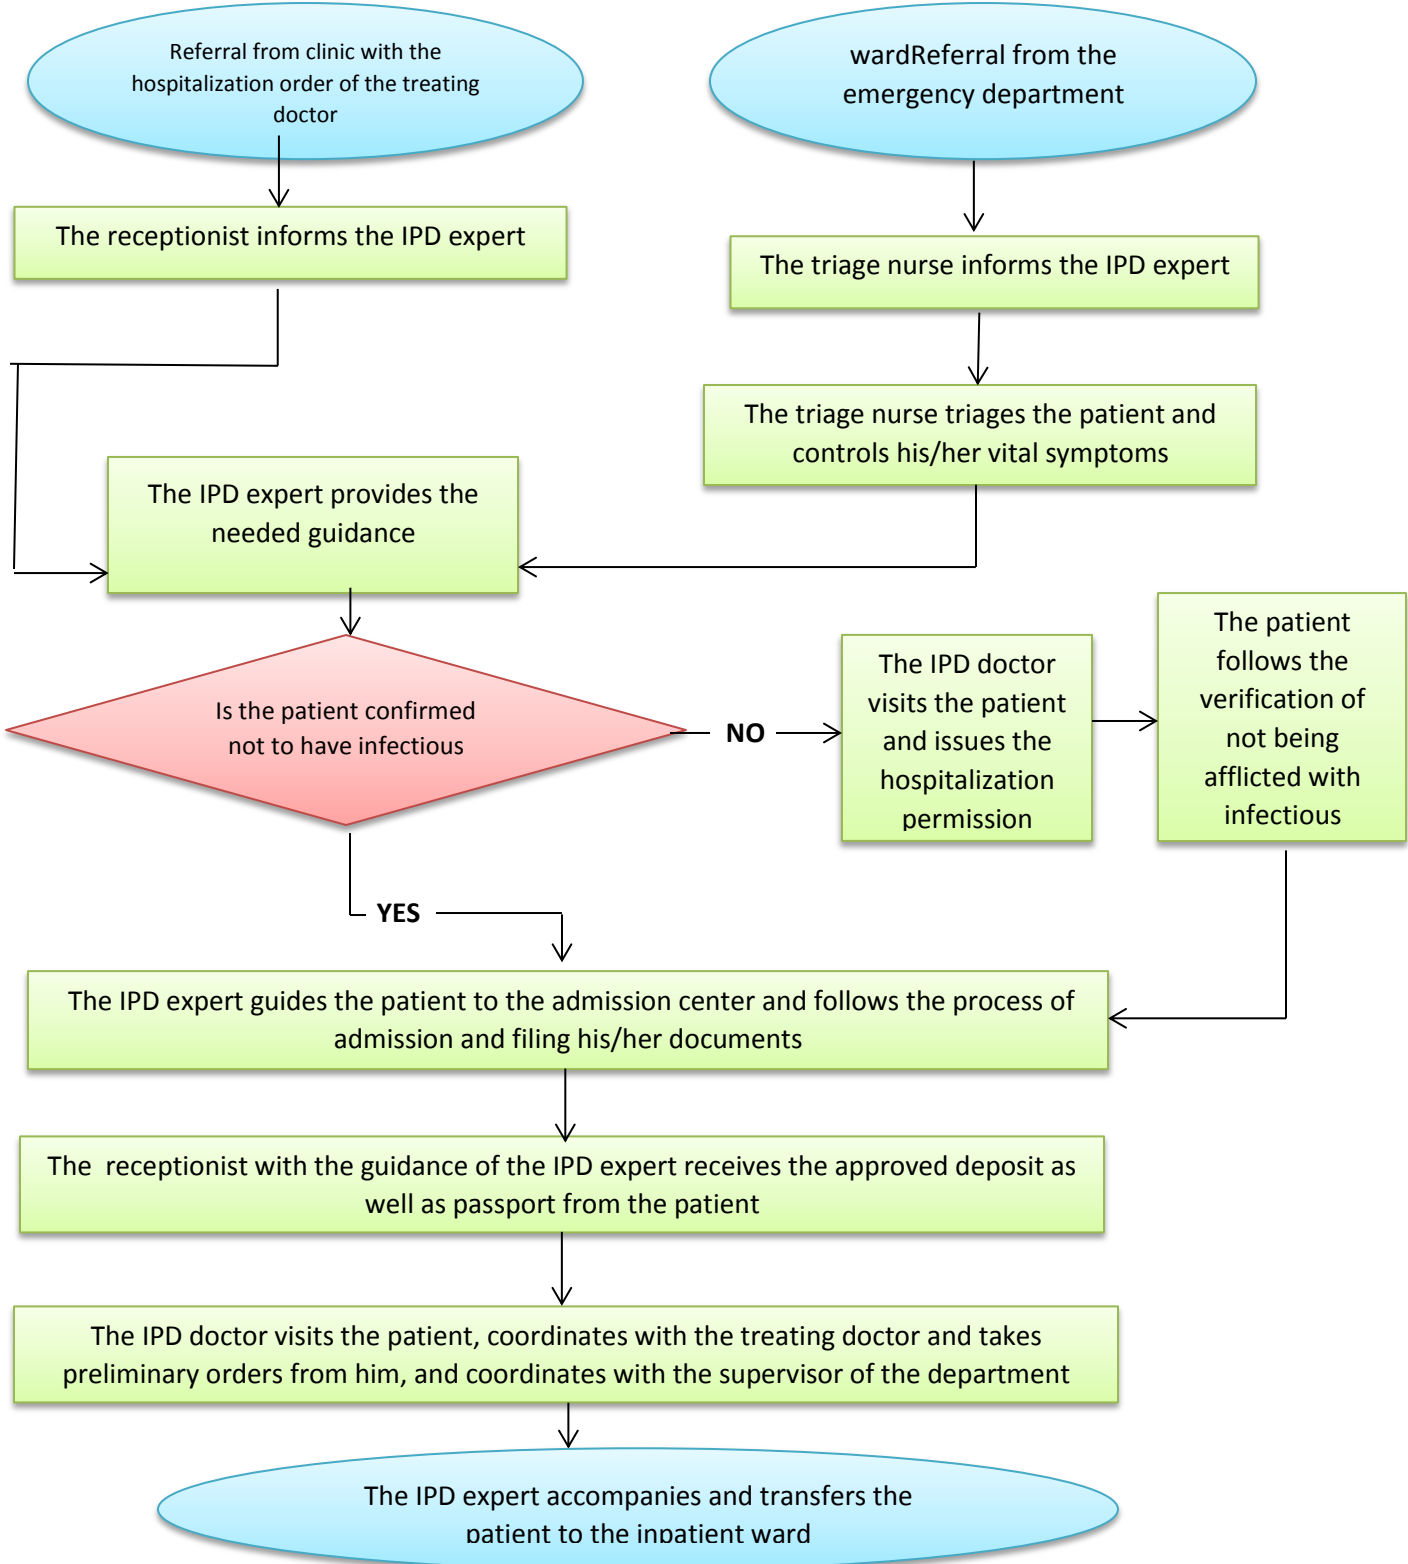 Referral from clinic with the
hospitalization order of the treating
doctor
wardReferral from the
emergency department
The receptionist informs the IPD expert
The triage nurse informs the IPD expert
The triage nurse triages the patient and
controls his/her vital symptoms
The IPD expert provides the
needed guidance
Is the patient confirmed
not to have infectious
NO
The IPD doctor
visits the patient
and issues the
hospitalization
permission
The patient
follows the
verification of
not being
afflicted with
infectious
YES
The IPD expert guides the patient to the admission center and follows the process of
admission and filing his/her documents
The receptionist with the guidance of the IPD expert receives the approved deposit as
well as passport from the patient
The IPD doctor visits the patient, coordinates with the treating doctor and takes
preliminary orders from him, and coordinates with the supervisor of the department
The IPD expert accompanies and transfers the
patient to the inpatient ward